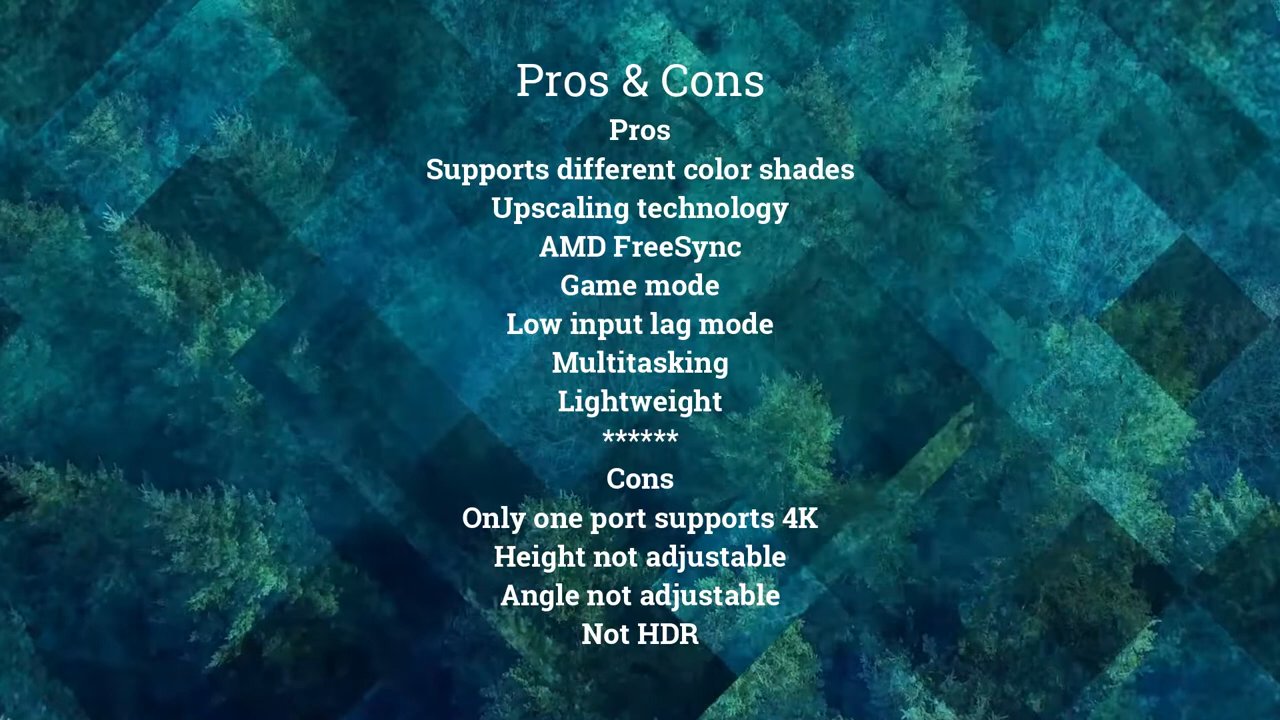 Pros & Cons
Pros
Supports different color shades
Upscaling technology
AMD FreeSync
Game mode
Low input lag mode
Multitasking
Lightweight
******
Cons
Only one port supports 4K
Height not adjustable
Angle not adjustable
Not HDR